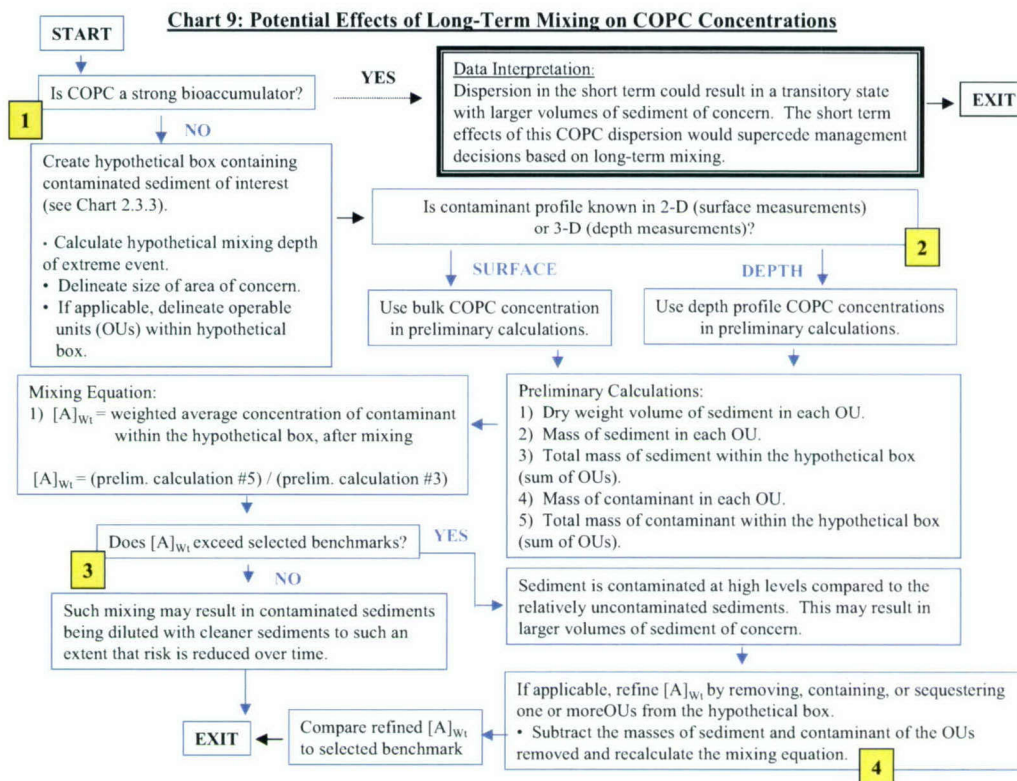 Chart 9: Potential Effects of Long-Term Mixing on COPC Concentrations
START
Is COPC a strong bioaccumulator?
1
YES
NO
Data Interpretation:
Dispersion in the short term could result in a transitory state
with larger volumes of sediment of concern. The short term
effects of this COPC dispersion would supercede management
decisions based on long-term mixing.
EXIT
Create hypothetical box containing
contaminated sediment of interest
(see Chart 2.3.3).
· Calculate hypothetical mixing depth
of extreme event.
• Delineate size of area of concern.
• If applicable, delineate operable
units (OUs) within hypothetical
box.
Is contaminant profile known in 2-D (surface measurements)
or 3-D (depth measurements)?
2
SURFACE
DEPTH
Use bulk COPC concentration
in preliminary calculations.
Use depth profile COPC concentrations
in preliminary calculations.
Preliminary Calculations:
1) Dry weight volume of sediment in each OU.
2) Mass of sediment in each OU.
3) Total mass of sediment within the hypothetical box
(sum of OUs).
4) Mass of contaminant in each OU.
5) Total mass of contaminant within the hypothetical box
(sum of OUs).
Mixing Equation:
1) [A]Wt = weighted average concentration of contaminant
within the hypothetical box, after mixing
[A]Wt = (prelim. calculation #5) / (prelim. calculation #3)
Does [A]Wt exceed selected benchmarks?
3
YES
NO
Such mixing may result in contaminated sediments
being diluted with cleaner sediments to such an
extent that risk is reduced over time.
Sediment is contaminated at high levels compared to the
relatively uncontaminated sediments. This may result in
larger volumes of sediment of concern.
If applicable, refine [A]Wt by removing, containing, or sequestering
one or moreOUs from the hypothetical box.
• Subtract the masses of sediment and contaminant of the OUs
removed and recalculate the mixing equation.
4
Compare refined [A]Wt
to selected benchmark
EXIT